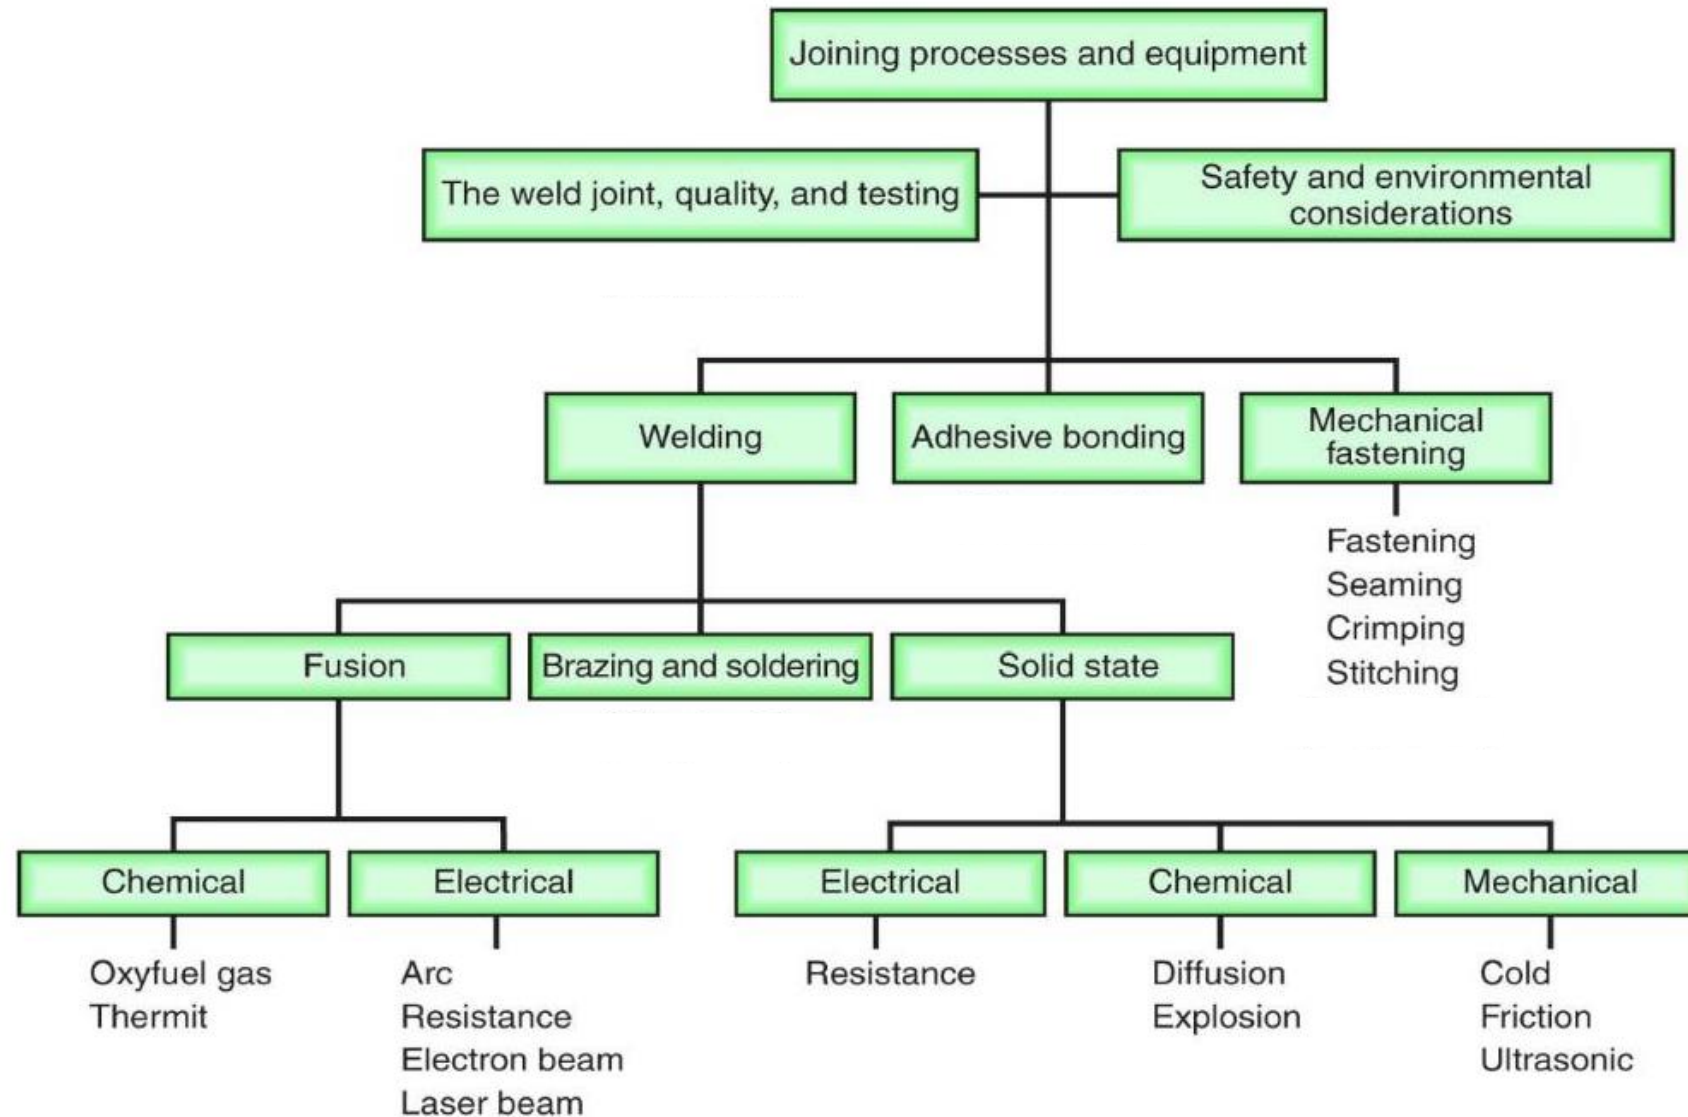 Joining processes and equipment
The weld joint, quality, and testing
Safety and environmental
considerations
Welding
Adhesive bonding
Mechanical
fastening
Fastening
Seaming
Crimping
Stitching
Fusion
Brazing and soldering
Solid state
Chemical
Electrical
Electrical
Chemical
Mechanical
Oxyfuel gas
Thermit
Arc
Resistance
Electron beam
Laser beam
Resistance
Diffusion
Explosion
Cold
Friction
Ultrasonic